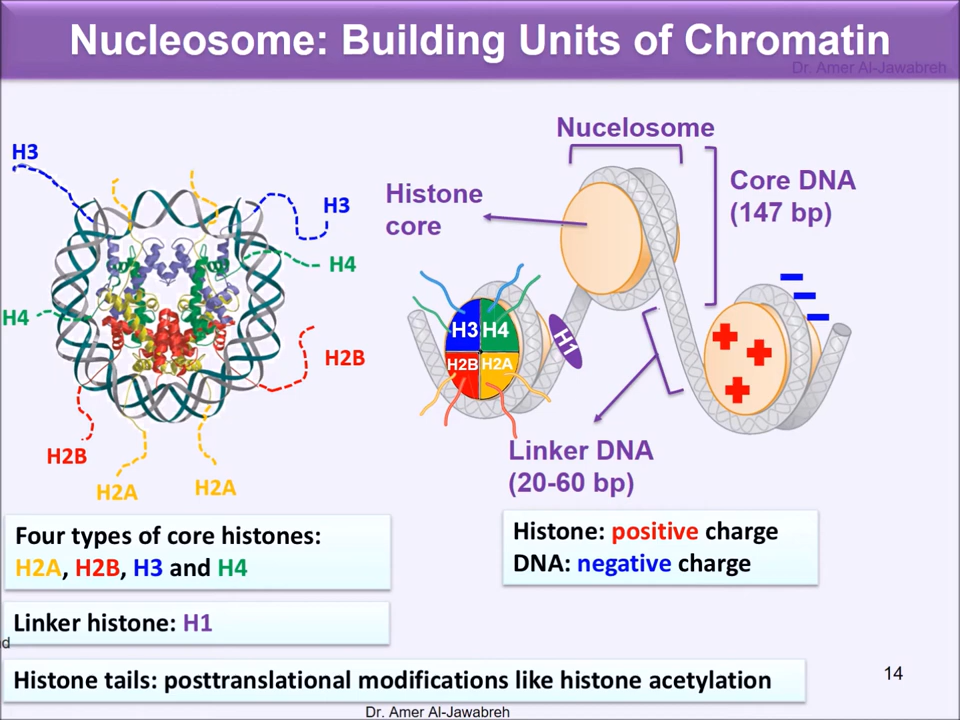 Nucleosome: Building Units of Chromatin
Dr. Amer Al-Jawabreh
H3
H3
H4
H4
H2B
H2B
H2A
H2A
Nucelosome
Histone
core
Core DNA
(147 bp)
H3 H4
H2B H2A
H1
Linker DNA
(20-60 bp)
Four types of core histones:
H2A, H2B, H3 and H4
Histone: positive charge
DNA: negative charge
Linker histone: H1
Histone tails: posttranslational modifications like histone acetylation
14
Dr. Amer Al-Jawabreh